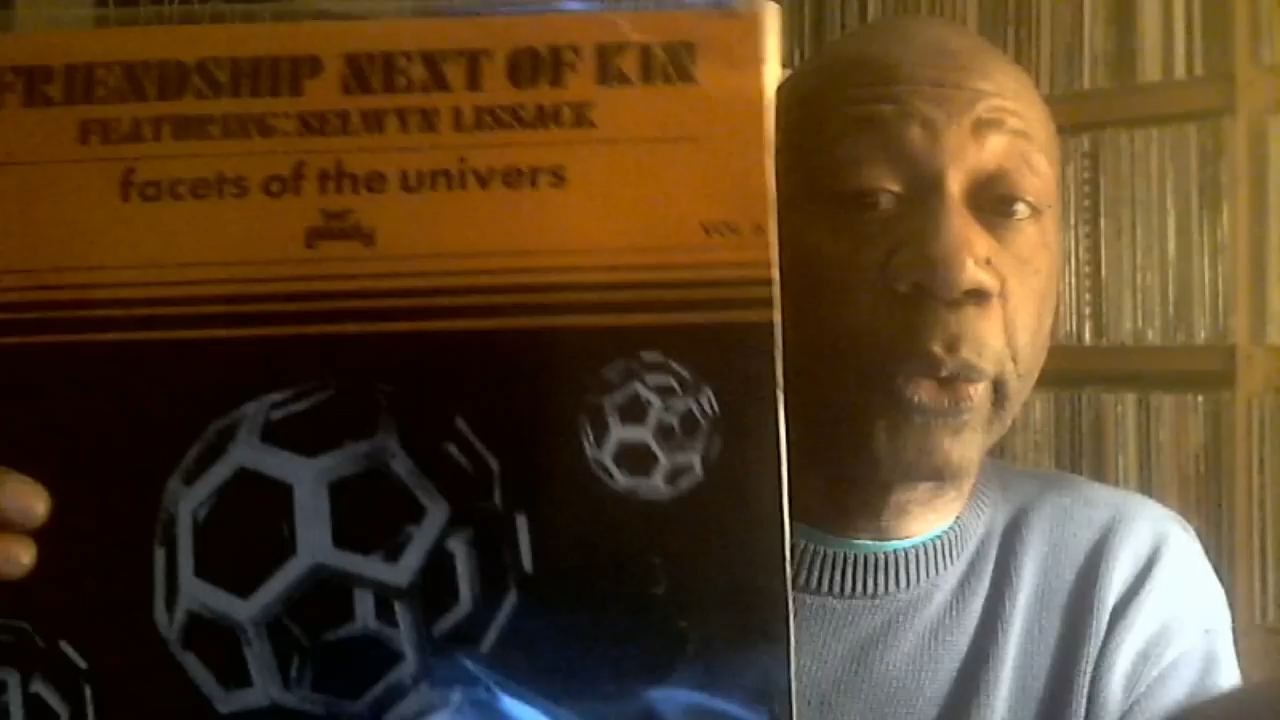 FRIENDSHIP NEXT OF KIN
FEATURING: SELWYN LISSACK
facets of the univers